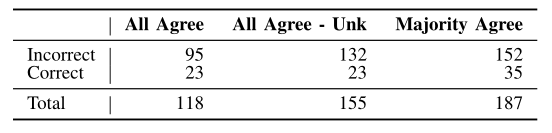 All Agree All Agree - Unk Majority Agree
Incorrect 95 132 152
Correct 23 23 35
Total 118 155 187